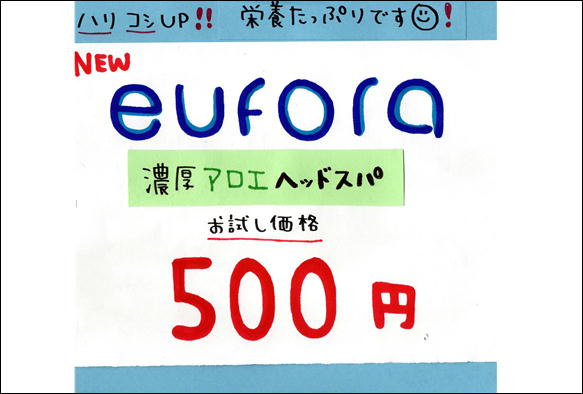 ハリ コシUP!! 栄養たっぷりです☺!
NEW
eufora
濃厚アロエヘッドスパ
お試し価格
500円